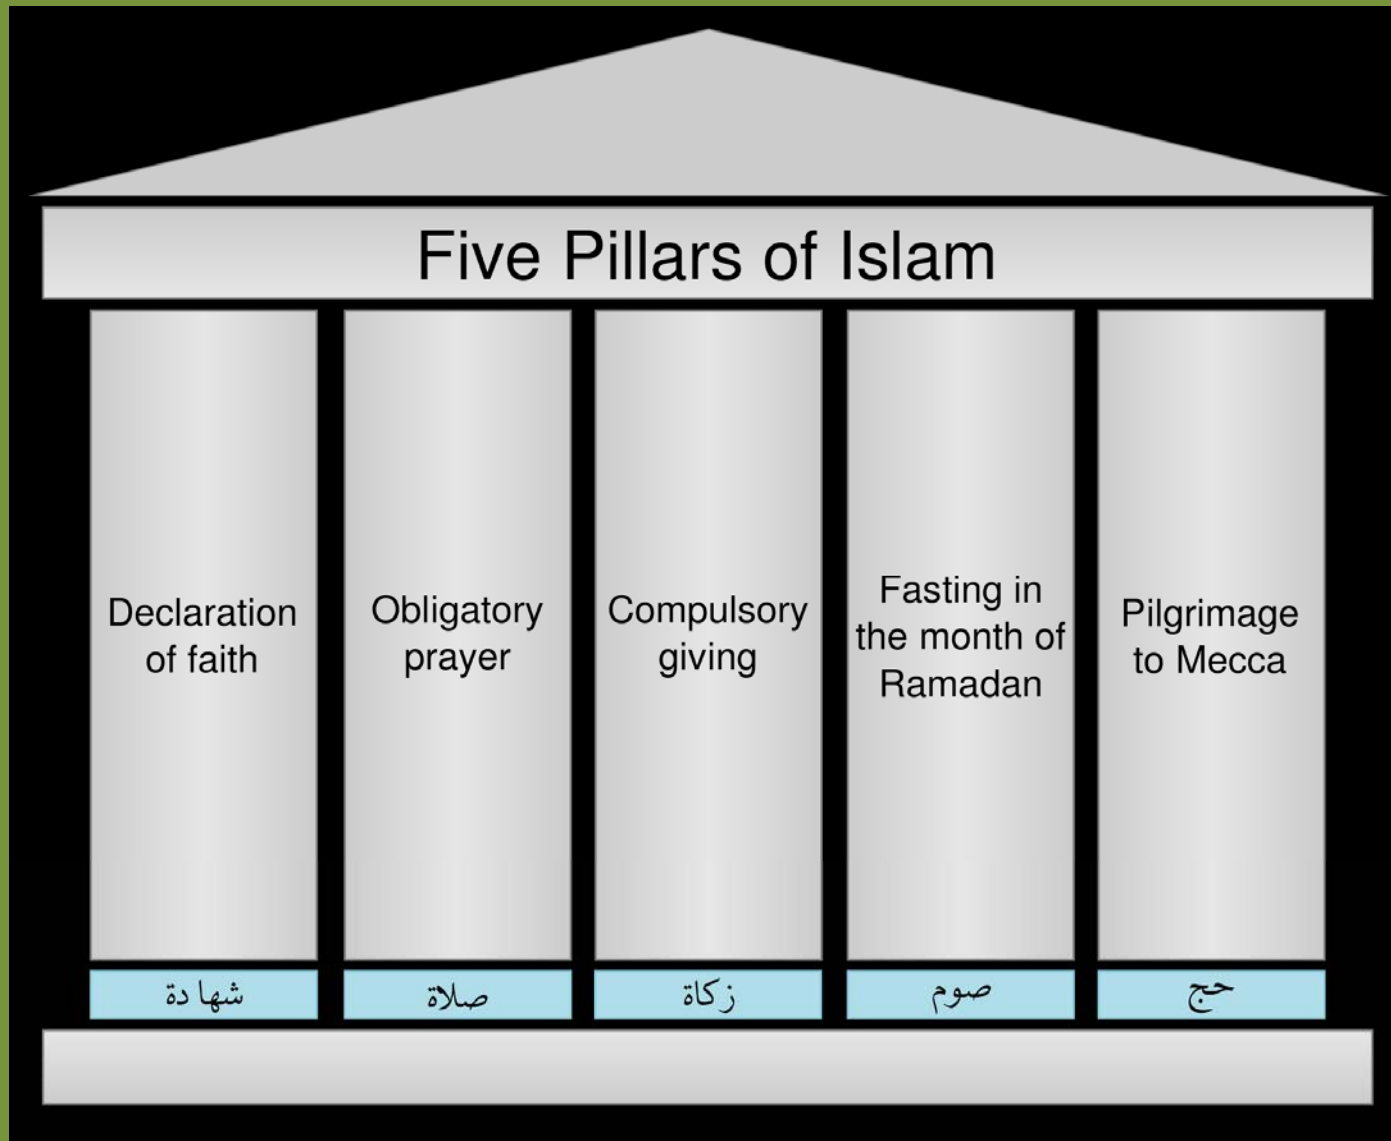 Five Pillars of Islam
Declaration
of faith
Obligatory
prayer
Compulsory
giving
Fasting in
the month of
Ramadan
Pilgrimage
to Mecca
شها دة
صلاة
زكاة
صوم
حج